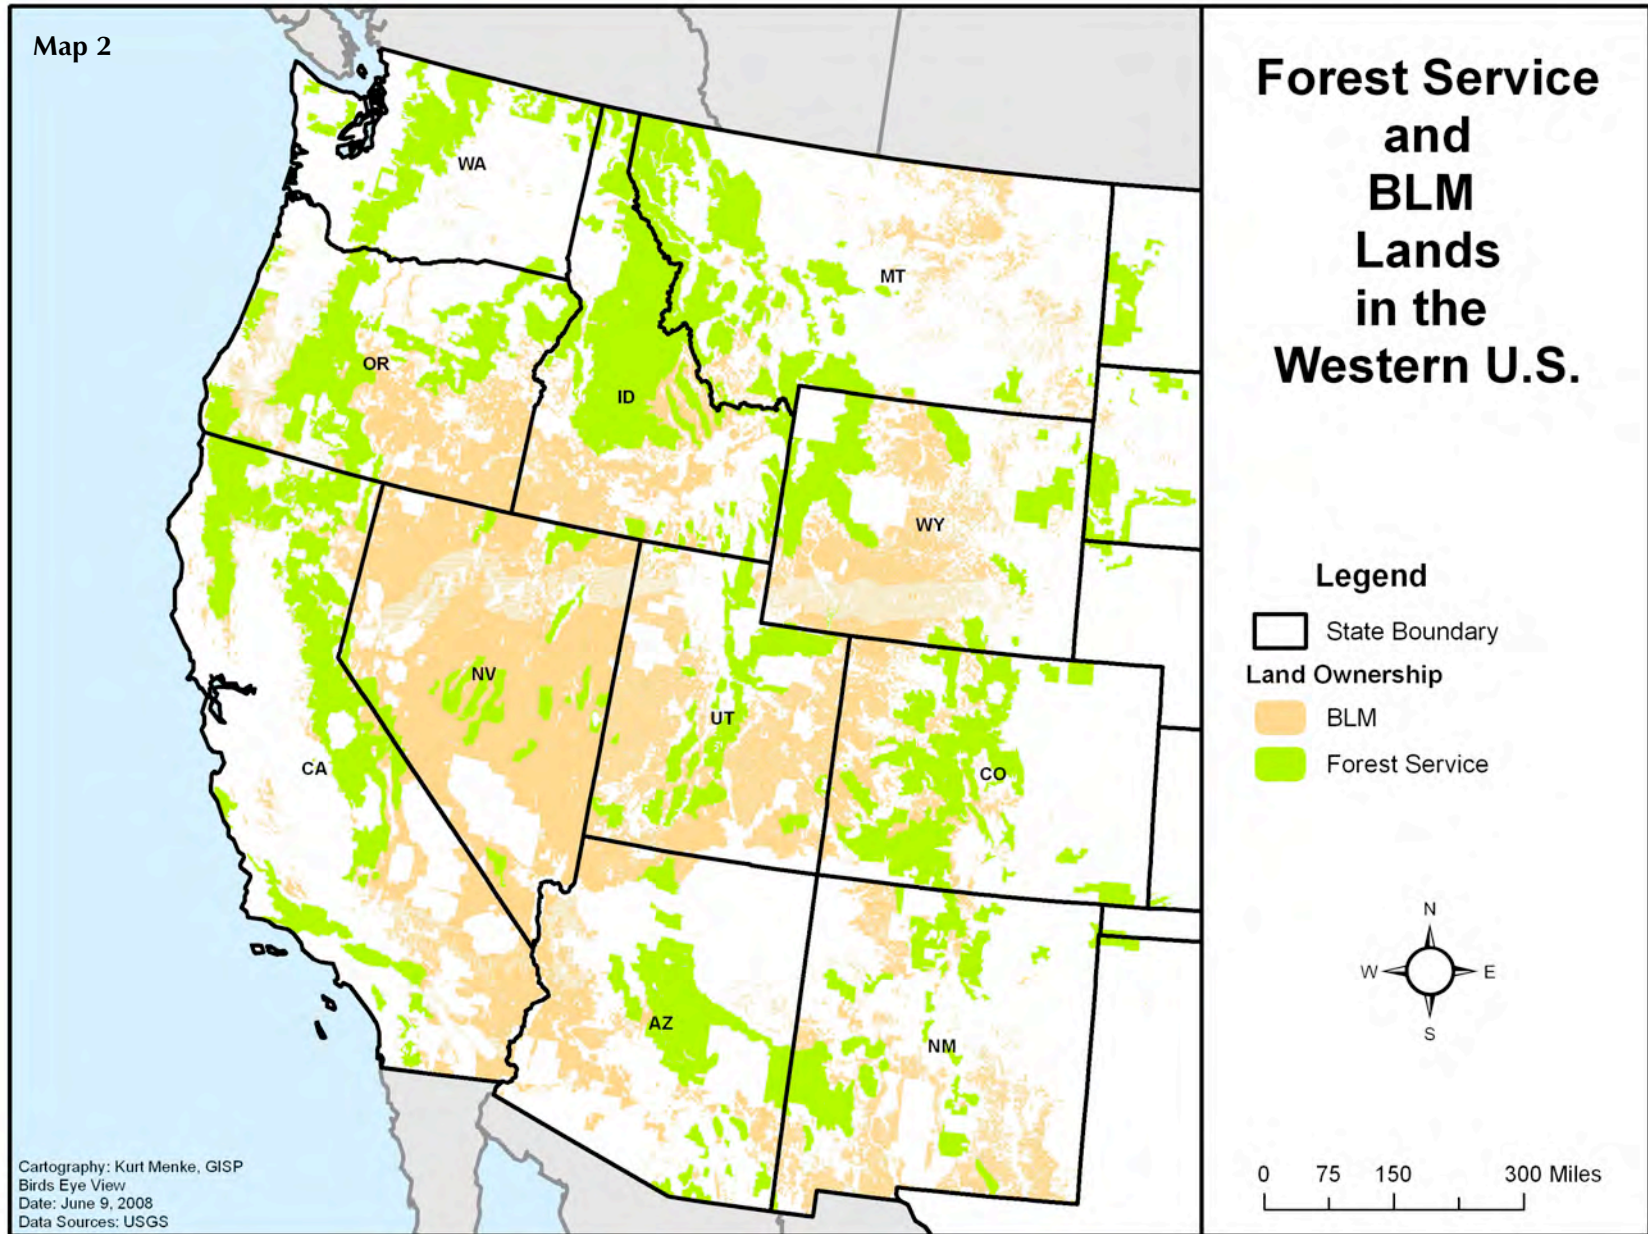 Map 2
Forest Service
and
BLM
Lands
in the
Western U.S.
WA
MT
OR
ID
WY
NV
UT
CA
CO
AZ
NM
Legend
State Boundary
Land Ownership
BLM
Forest Service
N
W E
S
0 75 150 300 Miles
Cartography: Kurt Menke, GISP
Birds Eye View
Date: June 9, 2008
Data Sources: USGS